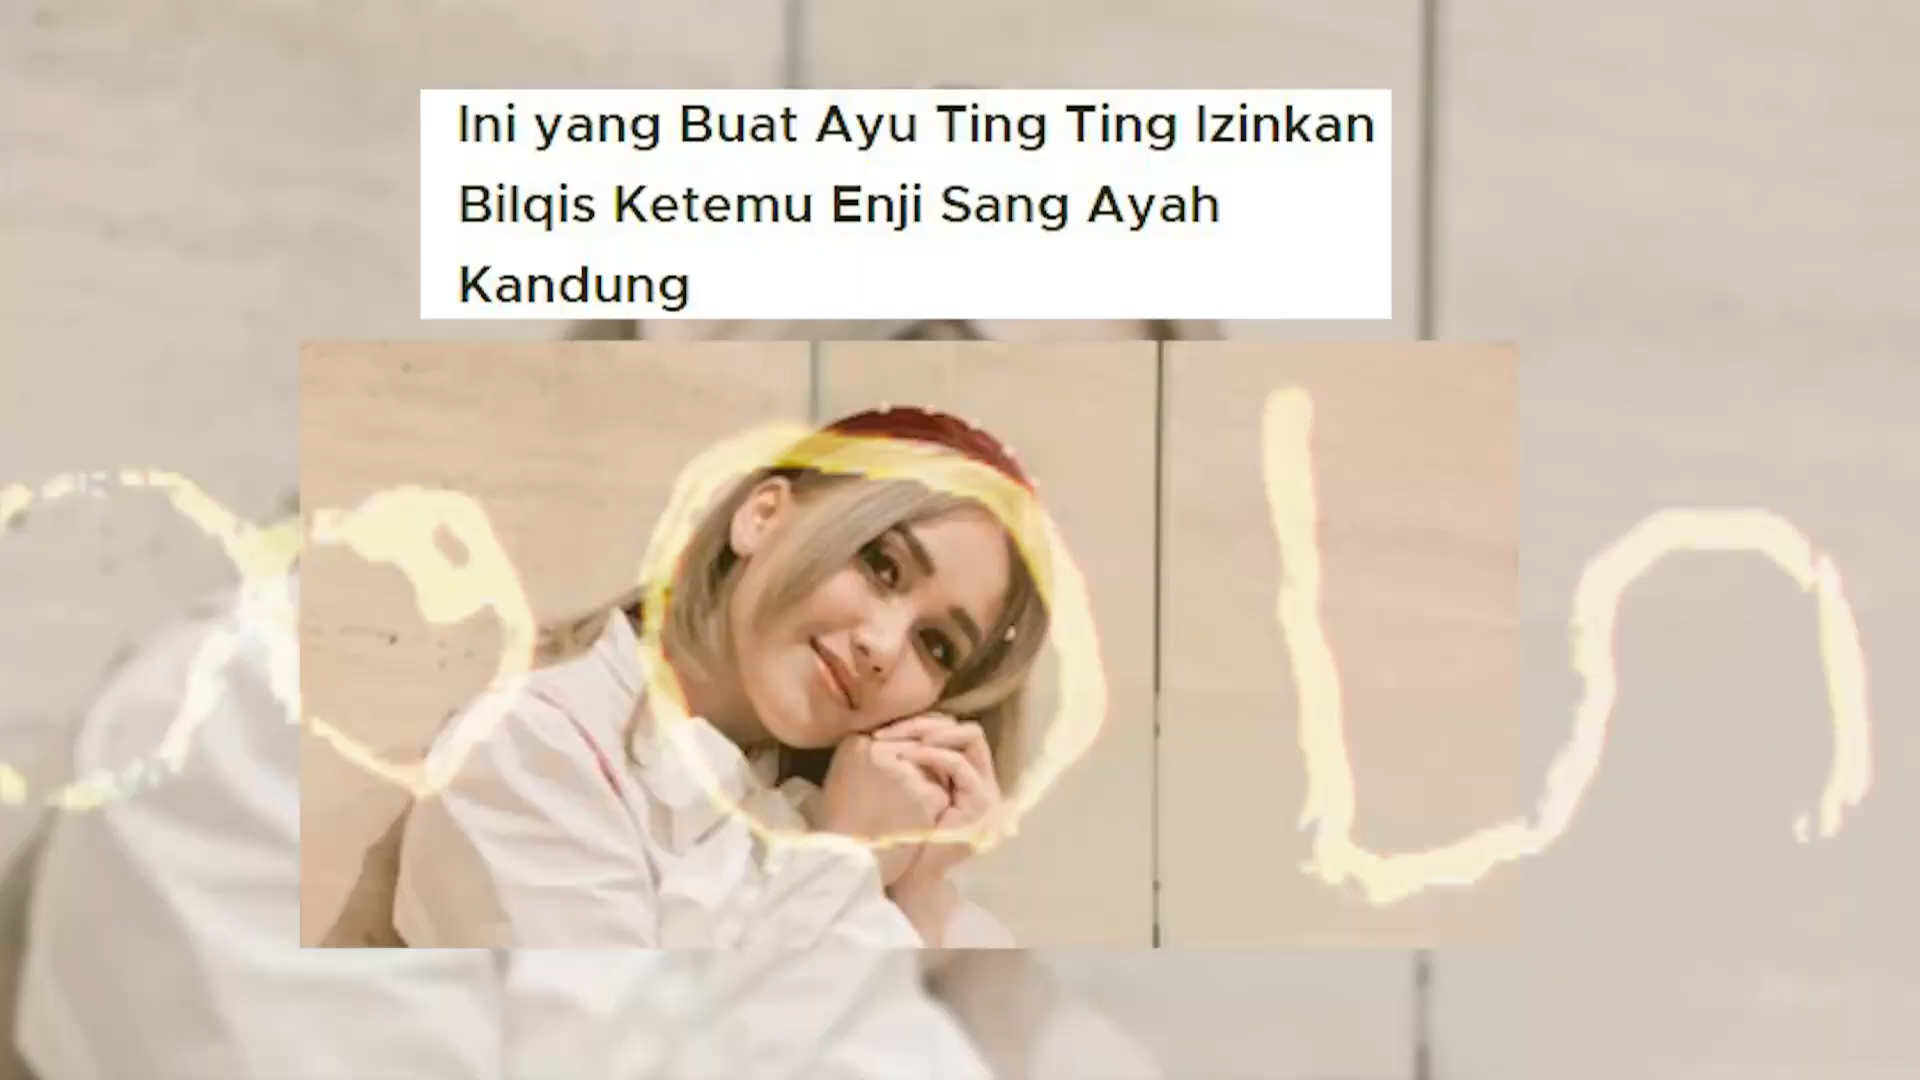 Ini yang Buat Ayu Ting Ting Izinkan
Bilqis Ketemu Enji Sang Ayah
Kandung